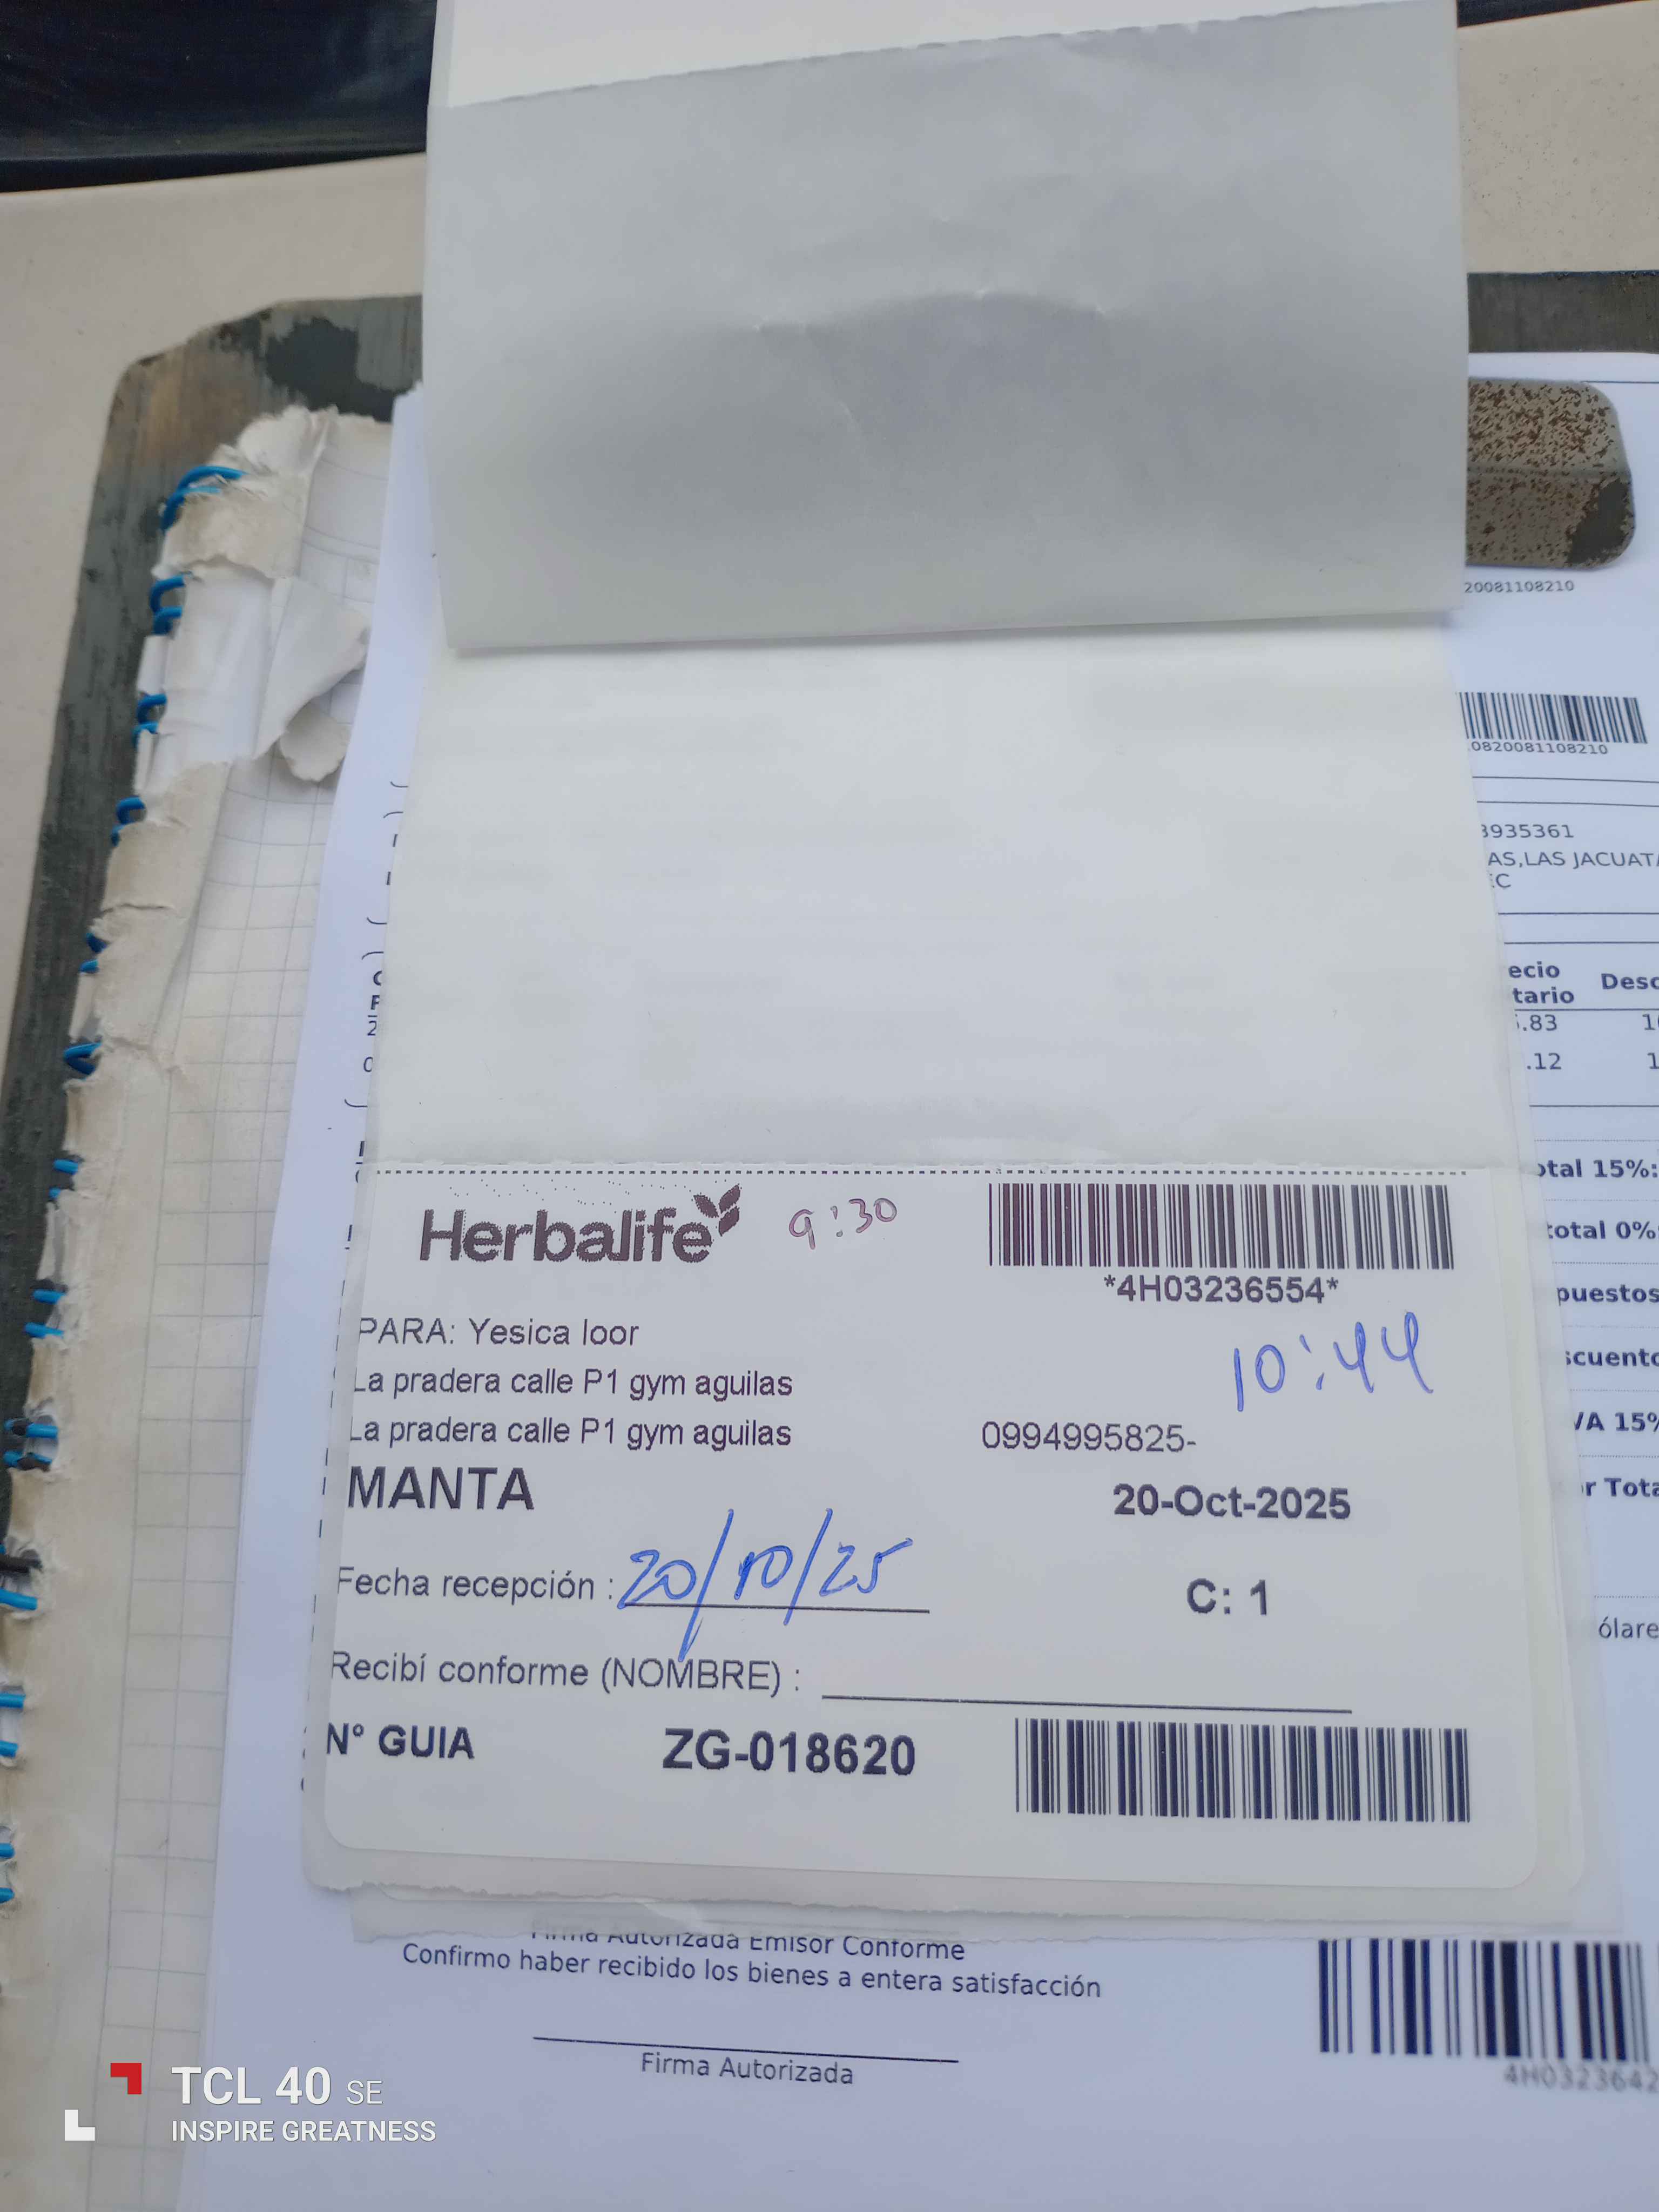 20081108210
.0820081108210
3935361
AS,LAS JACUATA
EC
ecio
tario
Desc
.83
.12
otal 15%:
total 0%
puestos
scuento
VA 15%
r Tota
ólare
Herbalife
9:30
*4H03236554*
PARA: Yesica loor
10:44
La pradera calle P1 gym aguilas
La pradera calle P1 gym aguilas
0994995825-
MANTA
20-Oct-2025
Fecha recepción : 20/10/25
C: 1
Recibí conforme (NOMBRE) :
N° GUIA ZG-018620
Firma Autorizada Emisor Conforme
Confirmo haber recibido los bienes a entera satisfacción
Firma Autorizada
4H0323642
TCL 40 SE
INSPIRE GREATNESS